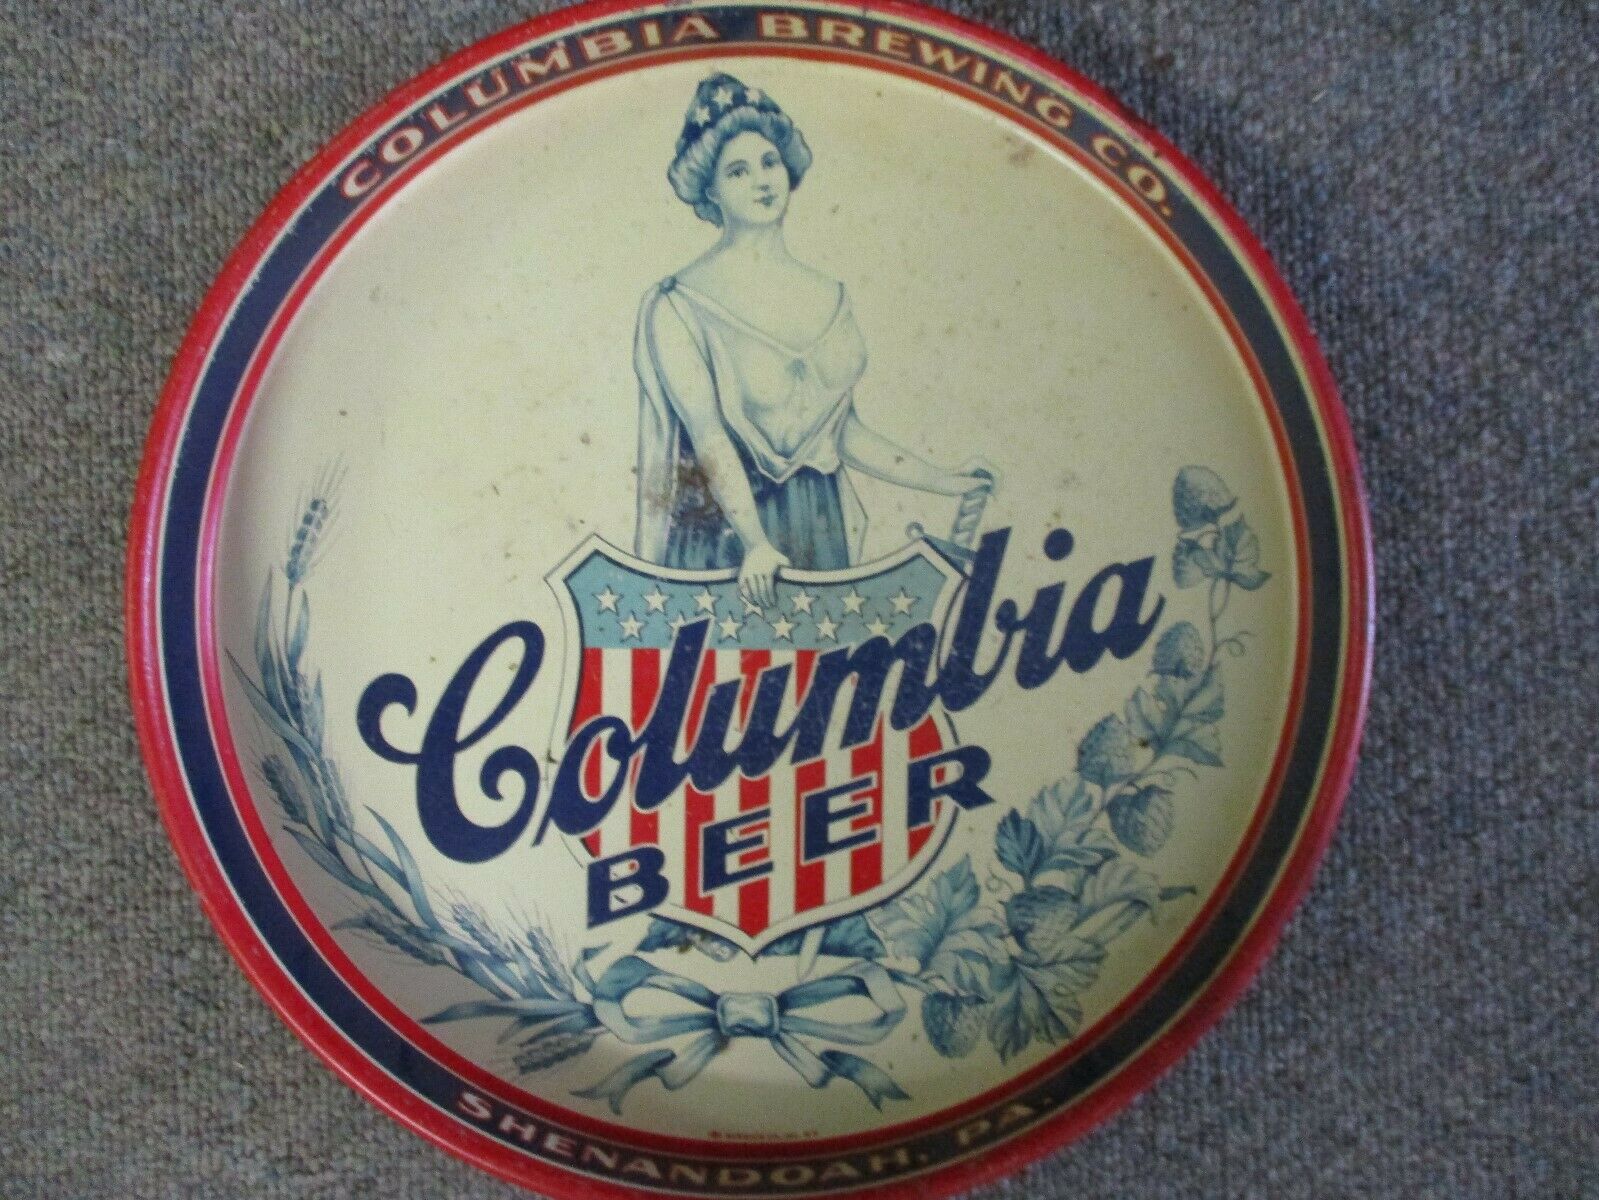 COLUMBIA BREWING CO.
Columbia
BEER
SHENANDOAH, PA.